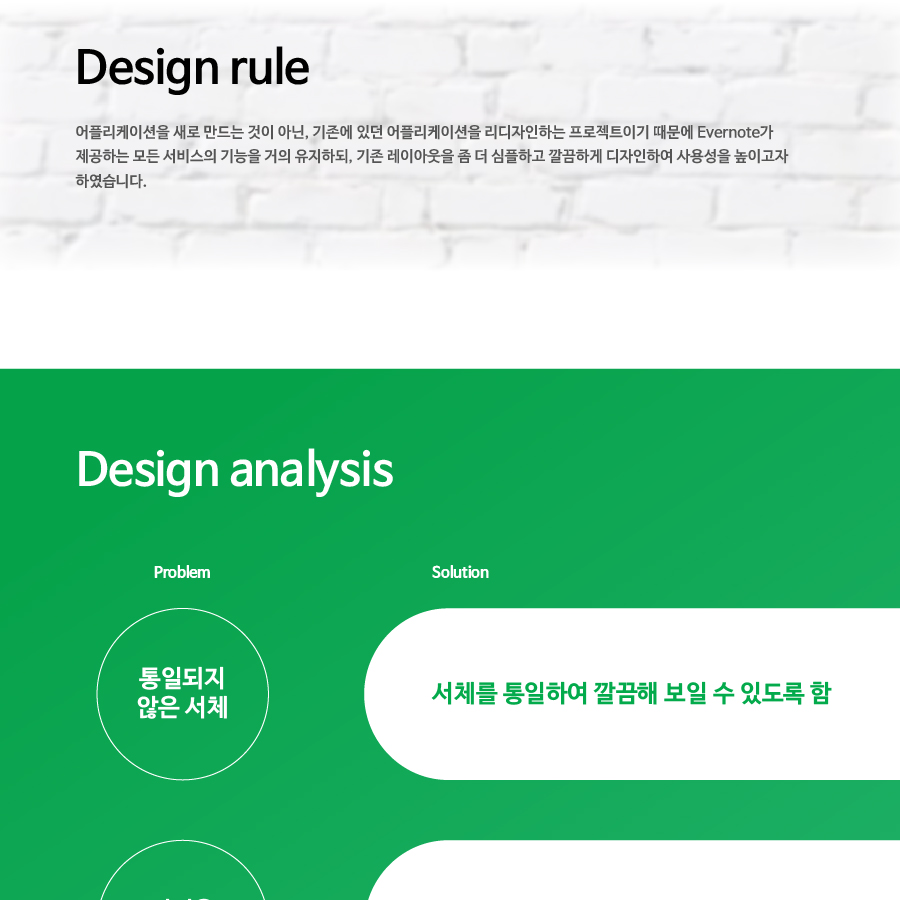 Design rule
어플리케이션을 새로 만드는 것이 아닌, 기존에 있던 어플리케이션을 리디자인하는 프로젝트이기 때문에 Evernote가
제공하는 모든 서비스의 기능을 거의 유지하되, 기존 레이아웃을 좀 더 심플하고 깔끔하게 디자인하여 사용성을 높이고자
하였습니다.
Design analysis
Problem
Solution
통일되지
않은 서체
서체를 통일하여 깔끔해 보일 수 있도록 함